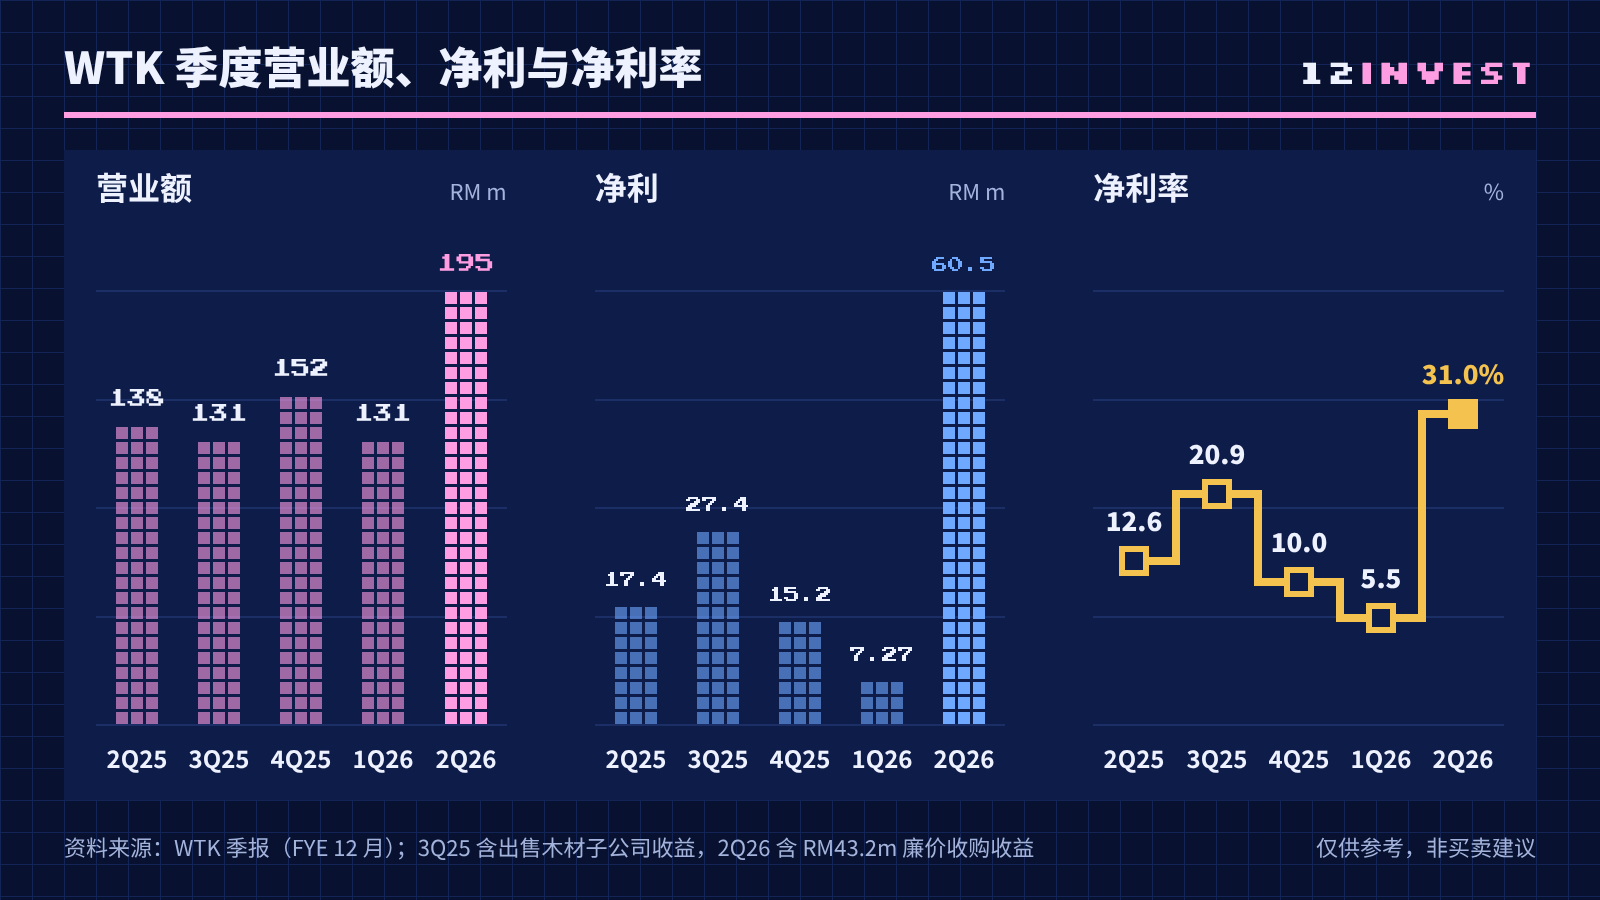 WTK 季度营业额、净利与净利率
12INVEST
营业额 RM m
195
152
138
131
131
2Q25 3Q25 4Q25 1Q26 2Q26
净利 RM m
60.5
27.4
17.4
15.2
7.27
2Q25 3Q25 4Q25 1Q26 2Q26
净利率 %
31.0%
20.9
12.6
10.0
5.5
2Q25 3Q25 4Q25 1Q26 2Q26
资料来源：WTK 季报（FYE 12 月）；3Q25 含出售木材子公司收益，2Q26 含 RM43.2m 廉价收购收益
仅供参考，非买卖建议